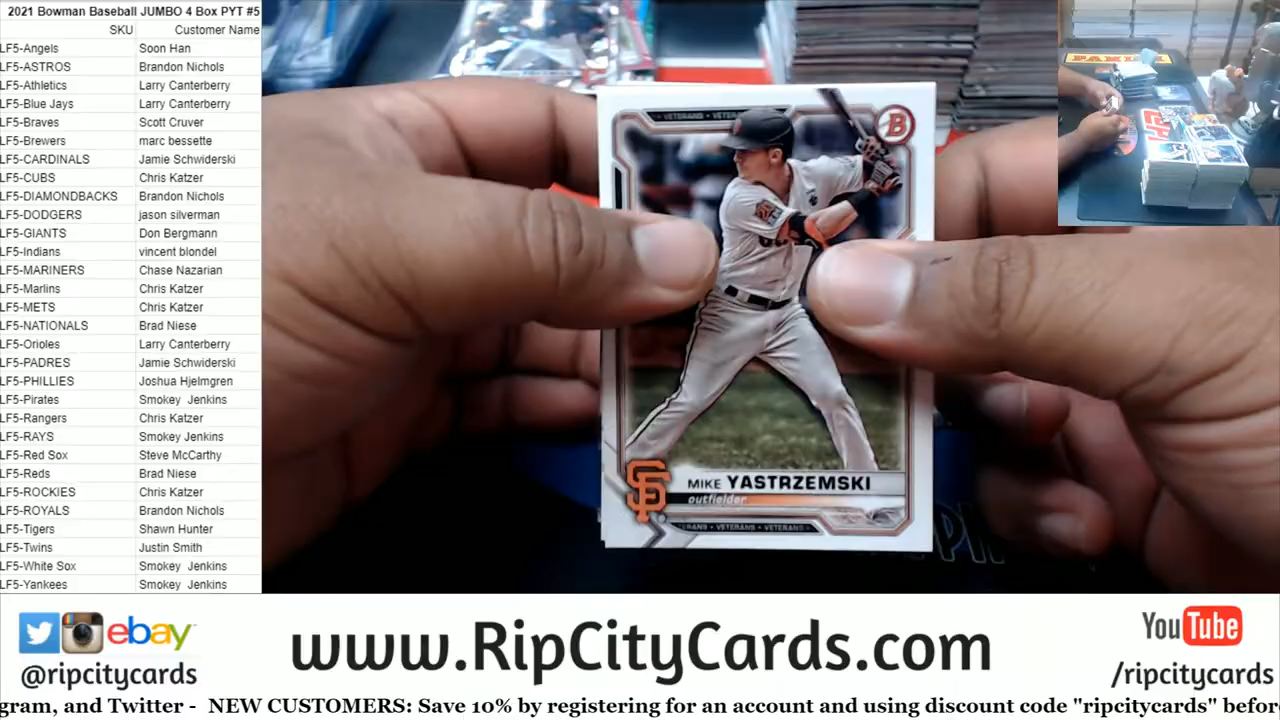 2021 Bowman Baseball JUMBO 4 Box PYT #5
SKU Customer Name
LF5-Angels Soon Han
LF5-ASTROS Brandon Nichols
LF5-Athletics Larry Canterberry
LF5-Blue Jays Larry Canterberry
LF5-Braves Scott Cruver
LF5-Brewers marc bessette
LF5-CARDINALS Jamie Schwiderski
LF5-CUBS Chris Katzer
LF5-DIAMONDBACKS Brandon Nichols
LF5-DODGERS jason silverman
LF5-GIANTS Don Bergmann
LF5-Indians vincent blondel
LF5-MARINERS Chase Nazarian
LF5-Marlins Chris Katzer
LF5-METS Chris Katzer
LF5-NATIONALS Brad Niese
LF5-Orioles Larry Canterberry
LF5-PADRES Jamie Schwiderski
LF5-PHILLIES Joshua Hjelmgren
LF5-Pirates Smokey Jenkins
LF5-Rangers Chris Katzer
LF5-RAYS Smokey Jenkins
LF5-Red Sox Steve McCarthy
LF5-Reds Brad Niese
LF5-ROCKIES Chris Katzer
LF5-ROYALS Brandon Nichols
LF5-Tigers Shawn Hunter
LF5-Twins Justin Smith
LF5-White Sox Smokey Jenkins
LF5-Yankees Smokey Jenkins
PANINI
VETERANS
B
MIKE YASTRZEMSKI
outfielder
SF
VETERANS • VETERANS
ebay
@ripcitycards
www.RipCityCards.com
YouTube
/ripcitycards
gram, and Twitter - NEW CUSTOMERS: Save 10% by registering for an account and using discount code "ripcitycards" befor